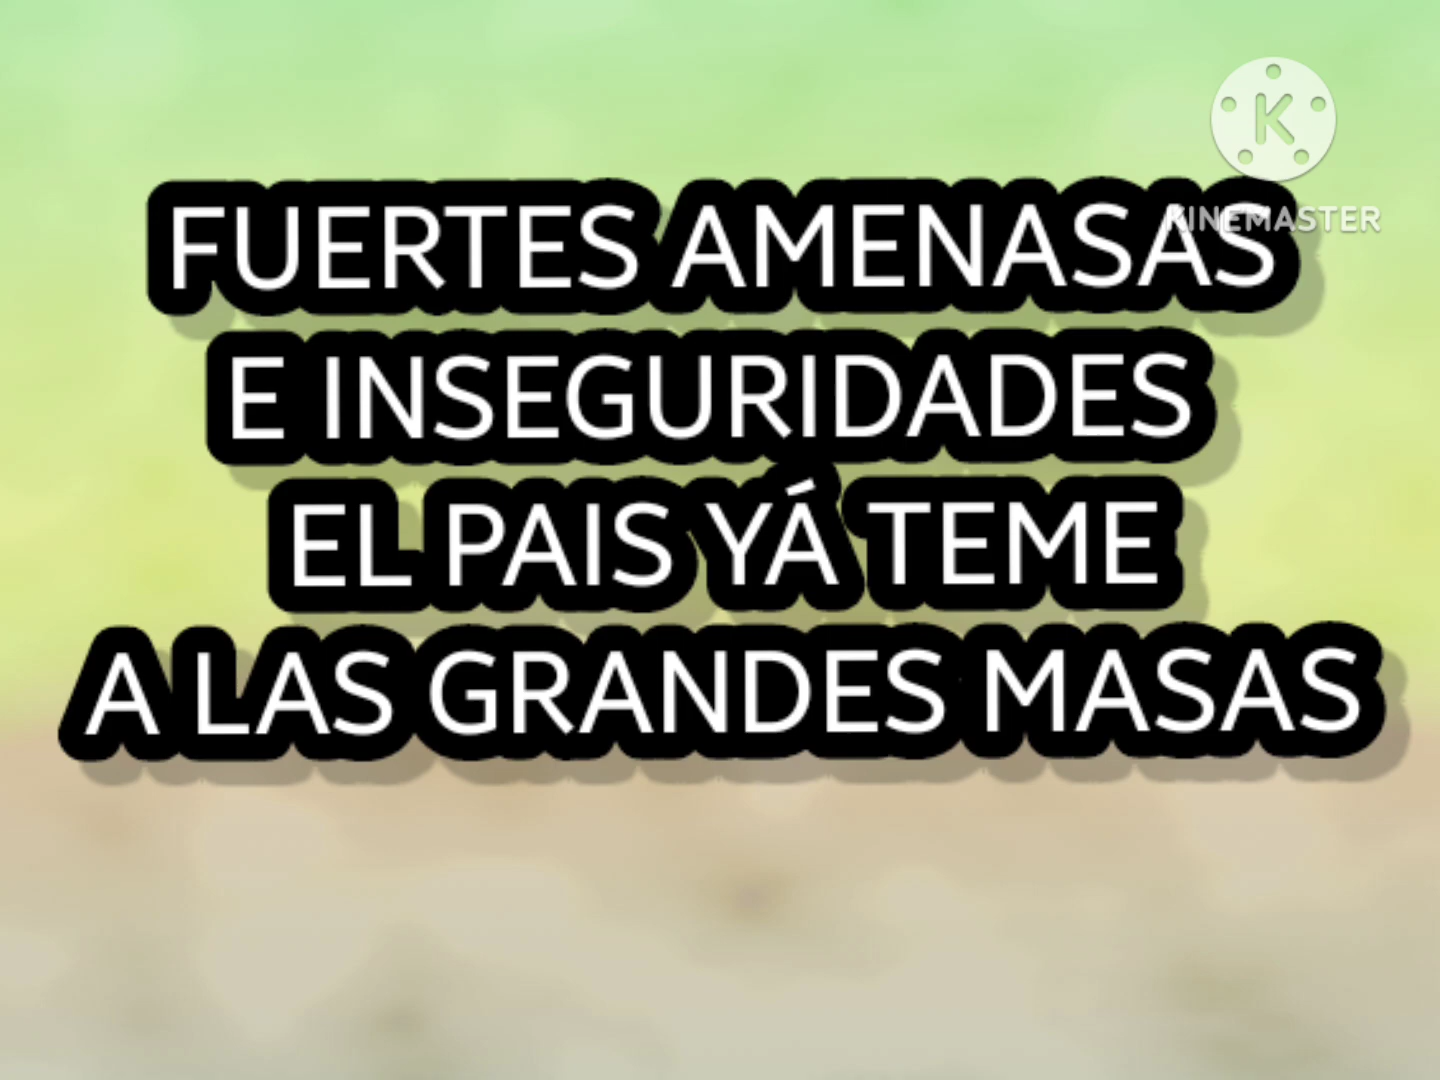 K
KINEMASTER
FUERTES AMENASAS
E INSEGURIDADES
EL PAIS YÁ TEME
A LAS GRANDES MASAS